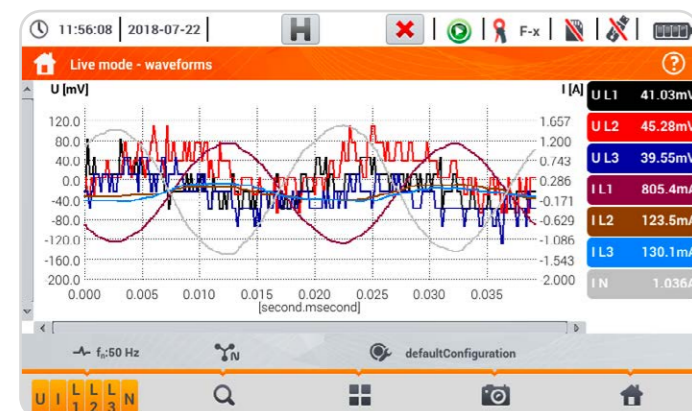 11:56:08 2018-07-22 H F-x
Live mode - waveforms ?
U [mV] I [A]
120.0 1.657
80.0 1.200
40.0 0.743
0.0 0.286
-40.0 -0.171
-80.0 -0.629
-120.0 -1.086
-160.0 -1.543
-200.0 2.000
0.000 0.005 0.010 0.015 0.020 0.025 0.030 0.035
[second.msecond]
U L1 41.03mV
U L2 45.28mV
U L3 39.55mV
I L1 805.4mA
I L2 123.5mA
I L3 130.1mA
I N 1.036A
fn:50 Hz N defaultConfiguration
U I L1 L2 L3 N